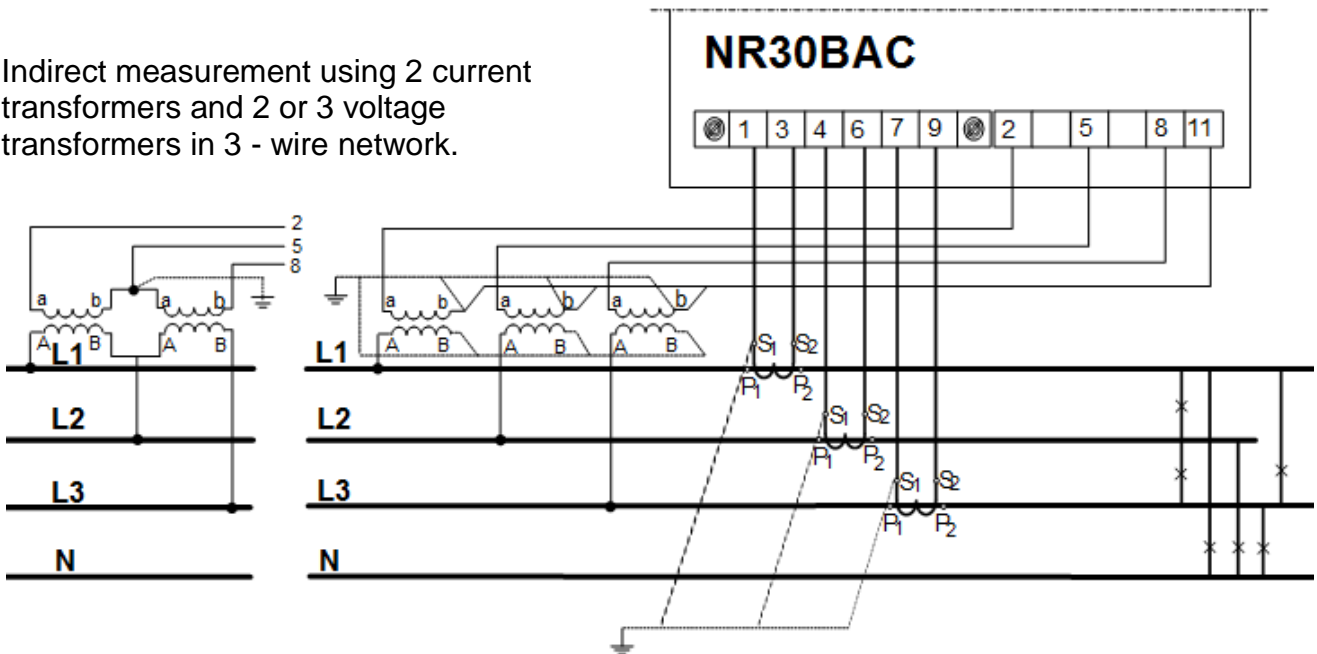 NR30BAC
Indirect measurement using 2 current
transformers and 2 or 3 voltage
transformers in 3 - wire network.
1 3 4 6 7 9 2 5 8 11
2
5
8
a b a b a b a b a b
A B A B A B A B A B
L1 L1 S1 S2
P1 P2
L2 L2 S1 S2
P1 P2
L3 L3 S1 S2
P1 P2
N N